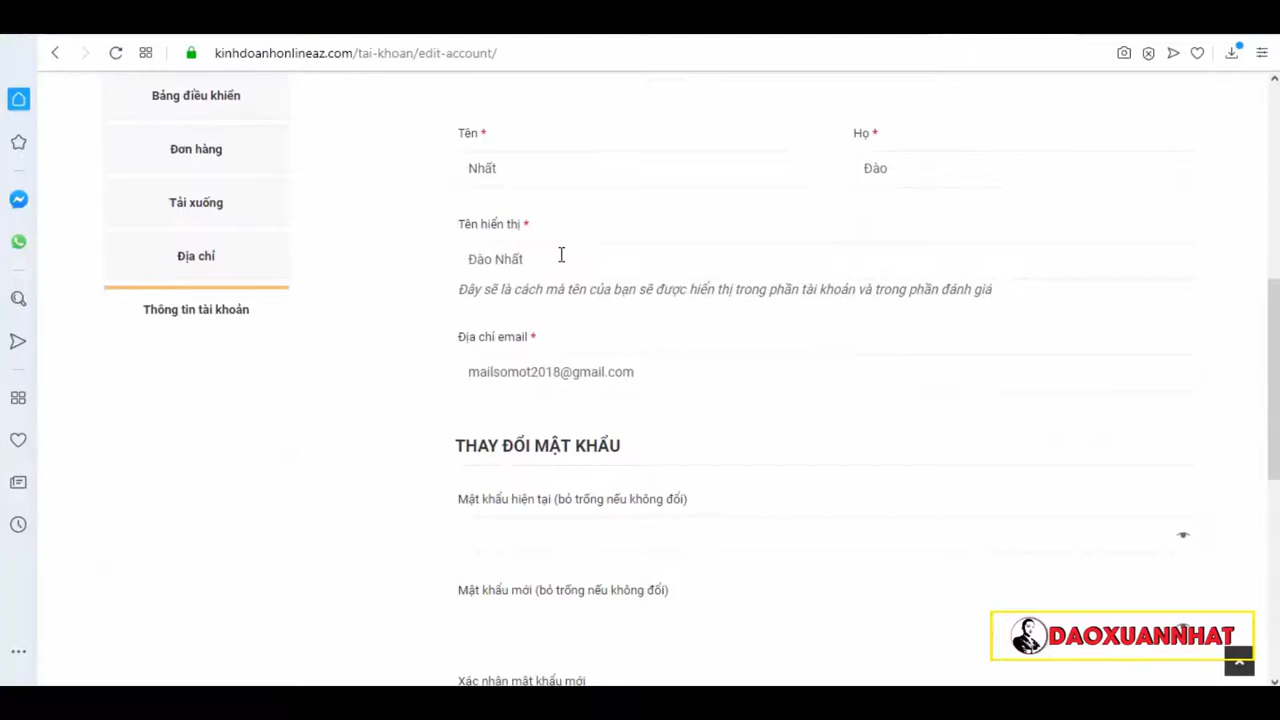 kinhdoanhonlineaz.com/tai-khoan/edit-account/
Bảng điều khiển
Đơn hàng
Tải xuống
Địa chỉ
Thông tin tài khoản
Tên *
Họ *
Nhất
Đào
Tên hiển thị *
Đào Nhất
Đây sẽ là cách mà tên của bạn sẽ được hiển thị trong phần tài khoản và trong phần đánh giá
Địa chỉ email *
mailsomot2018@gmail.com
THAY ĐỔI MẬT KHẨU
Mật khẩu hiện tại (bỏ trống nếu không đổi)
Mật khẩu mới (bỏ trống nếu không đổi)
DAOXUANNHAT
Xác nhận mật khẩu mới